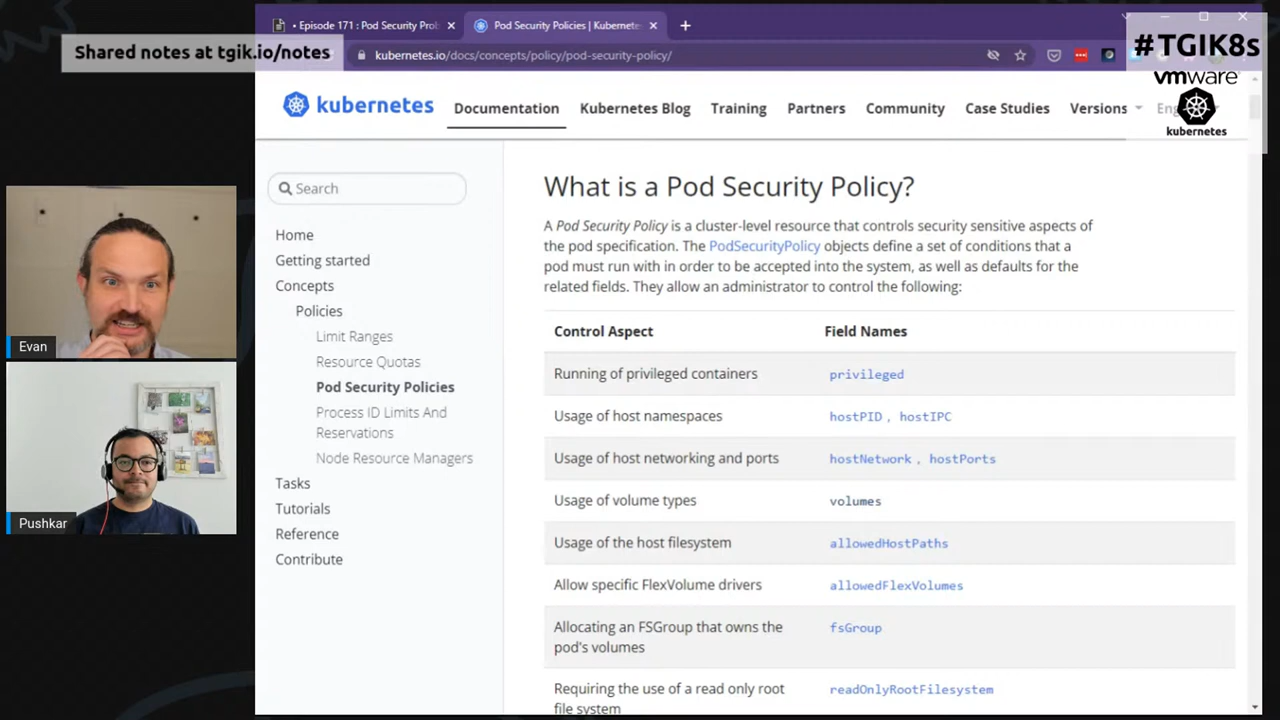 • Episode 171 : Pod Security Prob
Pod Security Policies | Kubernete
Shared notes at tgik.io/notes
kubernetes.io/docs/concepts/policy/pod-security-policy/
#TGIK8s
vmware
kubernetes
kubernetes
Documentation
Kubernetes Blog
Training
Partners
Community
Case Studies
Versions
Search
Home
Getting started
Concepts
Policies
Limit Ranges
Resource Quotas
Pod Security Policies
Process ID Limits And
Reservations
Node Resource Managers
Tasks
Tutorials
Reference
Contribute
What is a Pod Security Policy?
A Pod Security Policy is a cluster-level resource that controls security sensitive aspects of
the pod specification. The PodSecurityPolicy objects define a set of conditions that a
pod must run with in order to be accepted into the system, as well as defaults for the
related fields. They allow an administrator to control the following:
Control Aspect Field Names
Running of privileged containers privileged
Usage of host namespaces hostPID , hostIPC
Usage of host networking and ports hostNetwork , hostPorts
Usage of volume types volumes
Usage of the host filesystem allowedHostPaths
Allow specific FlexVolume drivers allowedFlexVolumes
Allocating an FSGroup that owns the fsGroup
pod's volumes
Requiring the use of a read only root readOnlyRootFilesystem
file system
Evan
Pushkar